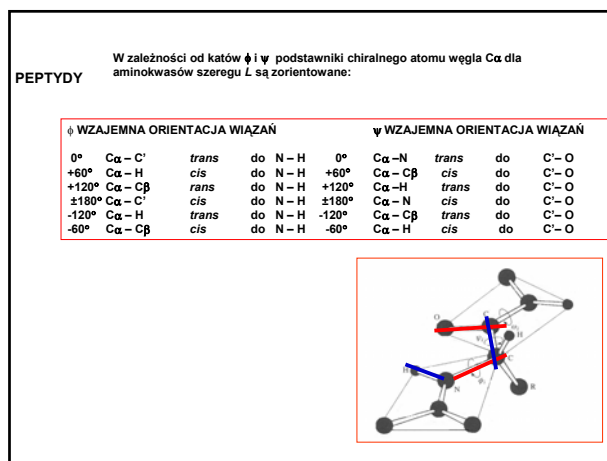 W zależności od katów ϕ i ψ podstawniki chiralnego atomu węgla Cα dla
PEPTYDY
aminokwasów szeregu L są zorientowane:
ϕ WZAJEMNA ORIENTACJA WIĄZAŃ ψ WZAJEMNA ORIENTACJA WIĄZAŃ
0° Cα – C' trans do N – H 0° Cα–N trans do C'– O
+60° Cα – H cis do N – H +60° Cα – Cβ cis do C'– O
+120° Cα – Cβ rans do N – H +120° Cα–H trans do C'– O
±180° Cα – C' cis do N – H ±180° Cα – N cis do C'– O
-120° Cα – H trans do N – H -120° Cα – Cβ trans do C'– O
-60° Cα – Cβ cis do N – H -60° Cα – H cis do C'– O
O C
H
C
H
N R